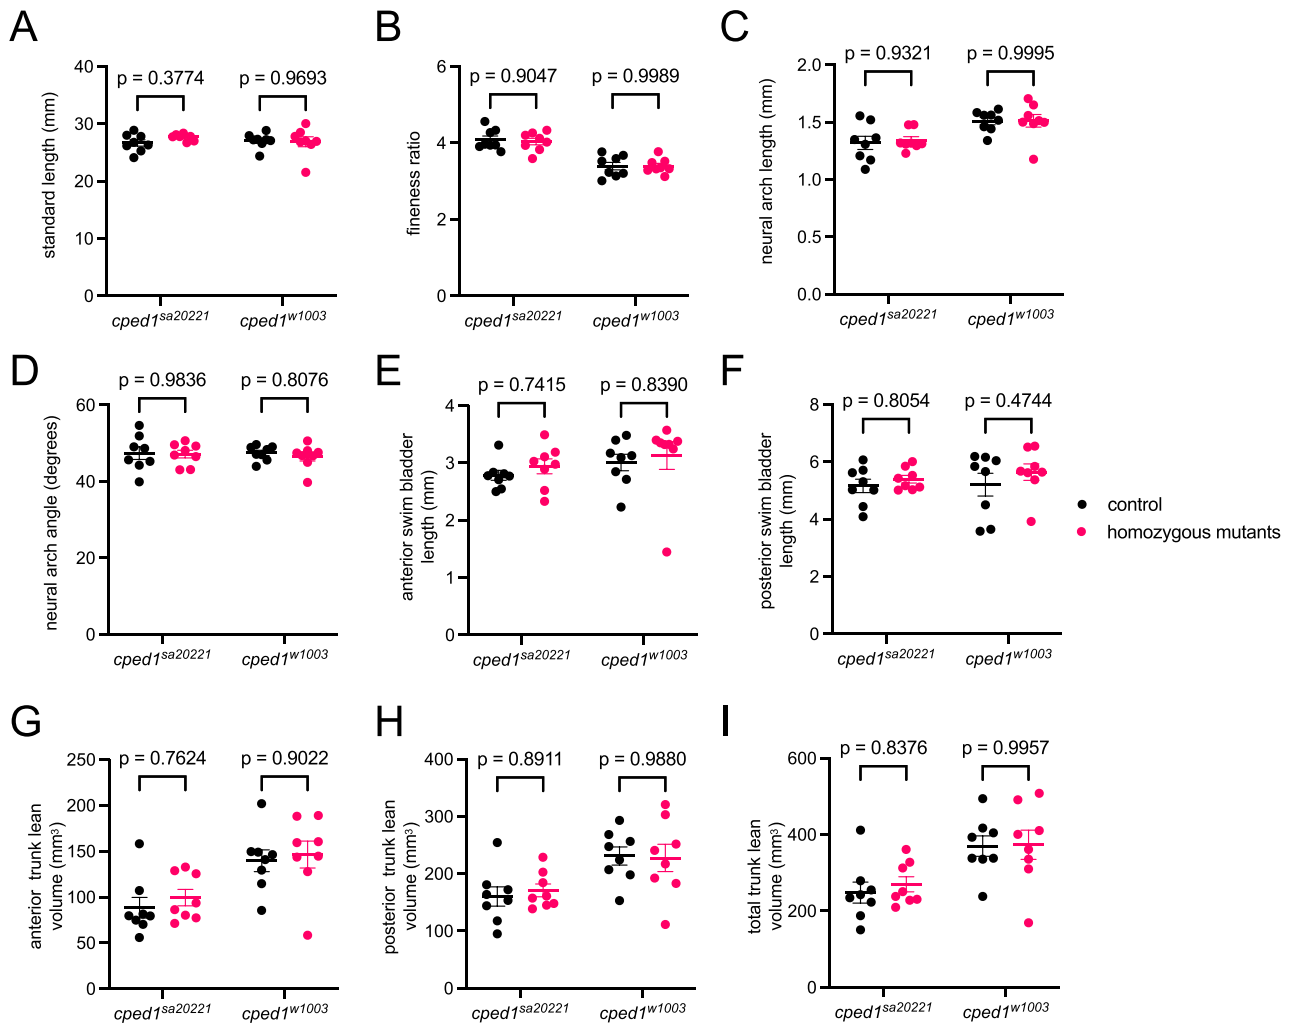 A
standard length (mm)
40
30
20
10
0
p = 0.3774
p = 0.9693
cped1sa20221
cped1w1003
B
fineness ratio
6
4
2
0
p = 0.9047
p = 0.9989
cped1sa20221
cped1w1003
C
neural arch length (mm)
2.0
1.5
1.0
0.5
0.0
p = 0.9321
p = 0.9995
cped1sa20221
cped1w1003
D
neural arch angle (degrees)
60
40
20
0
p = 0.9836
p = 0.8076
cped1sa20221
cped1w1003
E
anterior swim bladder
length (mm)
4
3
2
1
0
p = 0.7415
p = 0.8390
cped1sa20221
cped1w1003
F
posterior swim bladder
length (mm)
8
6
4
2
0
p = 0.8054
p = 0.4744
cped1sa20221
cped1w1003
control
homozygous mutants
G
anterior trunk lean
volume (mm³)
250
200
150
100
50
0
p = 0.7624
p = 0.9022
cped1sa20221
cped1w1003
H
posterior trunk lean
volume (mm³)
400
300
200
100
0
p = 0.8911
p = 0.9880
cped1sa20221
cped1w1003
I
total trunk lean
volume (mm³)
600
400
200
0
p = 0.8376
p = 0.9957
cped1sa20221
cped1w1003